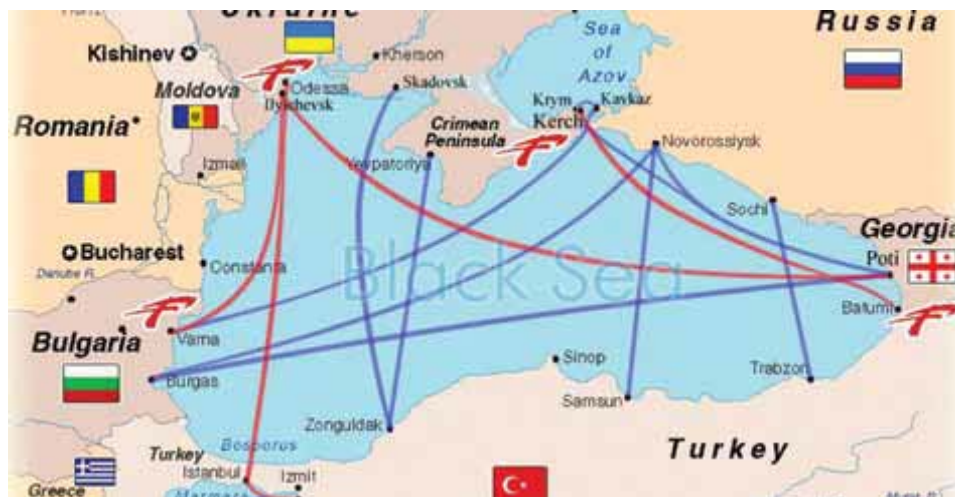 Ukraine
Russia
Sea
of
Azov
Kishinev
Kherson
Moldova
Odessa
Skadovsk
Ilyichevsk
Krym
Kavkaz
Romania
Kerch
Crimean
Peninsula
Novorossiysk
Izmail
Yevpatoriya
Sochi
Bucharest
Georgia
Poti
Danube R.
Constanta
Black Sea
Batumi
Varna
Bulgaria
Sinop
Burgas
Trabzon
Samsun
Zonguldak
Bosporus
Turkey
Turkey
Istanbul
Izmit
Greece
Marmara